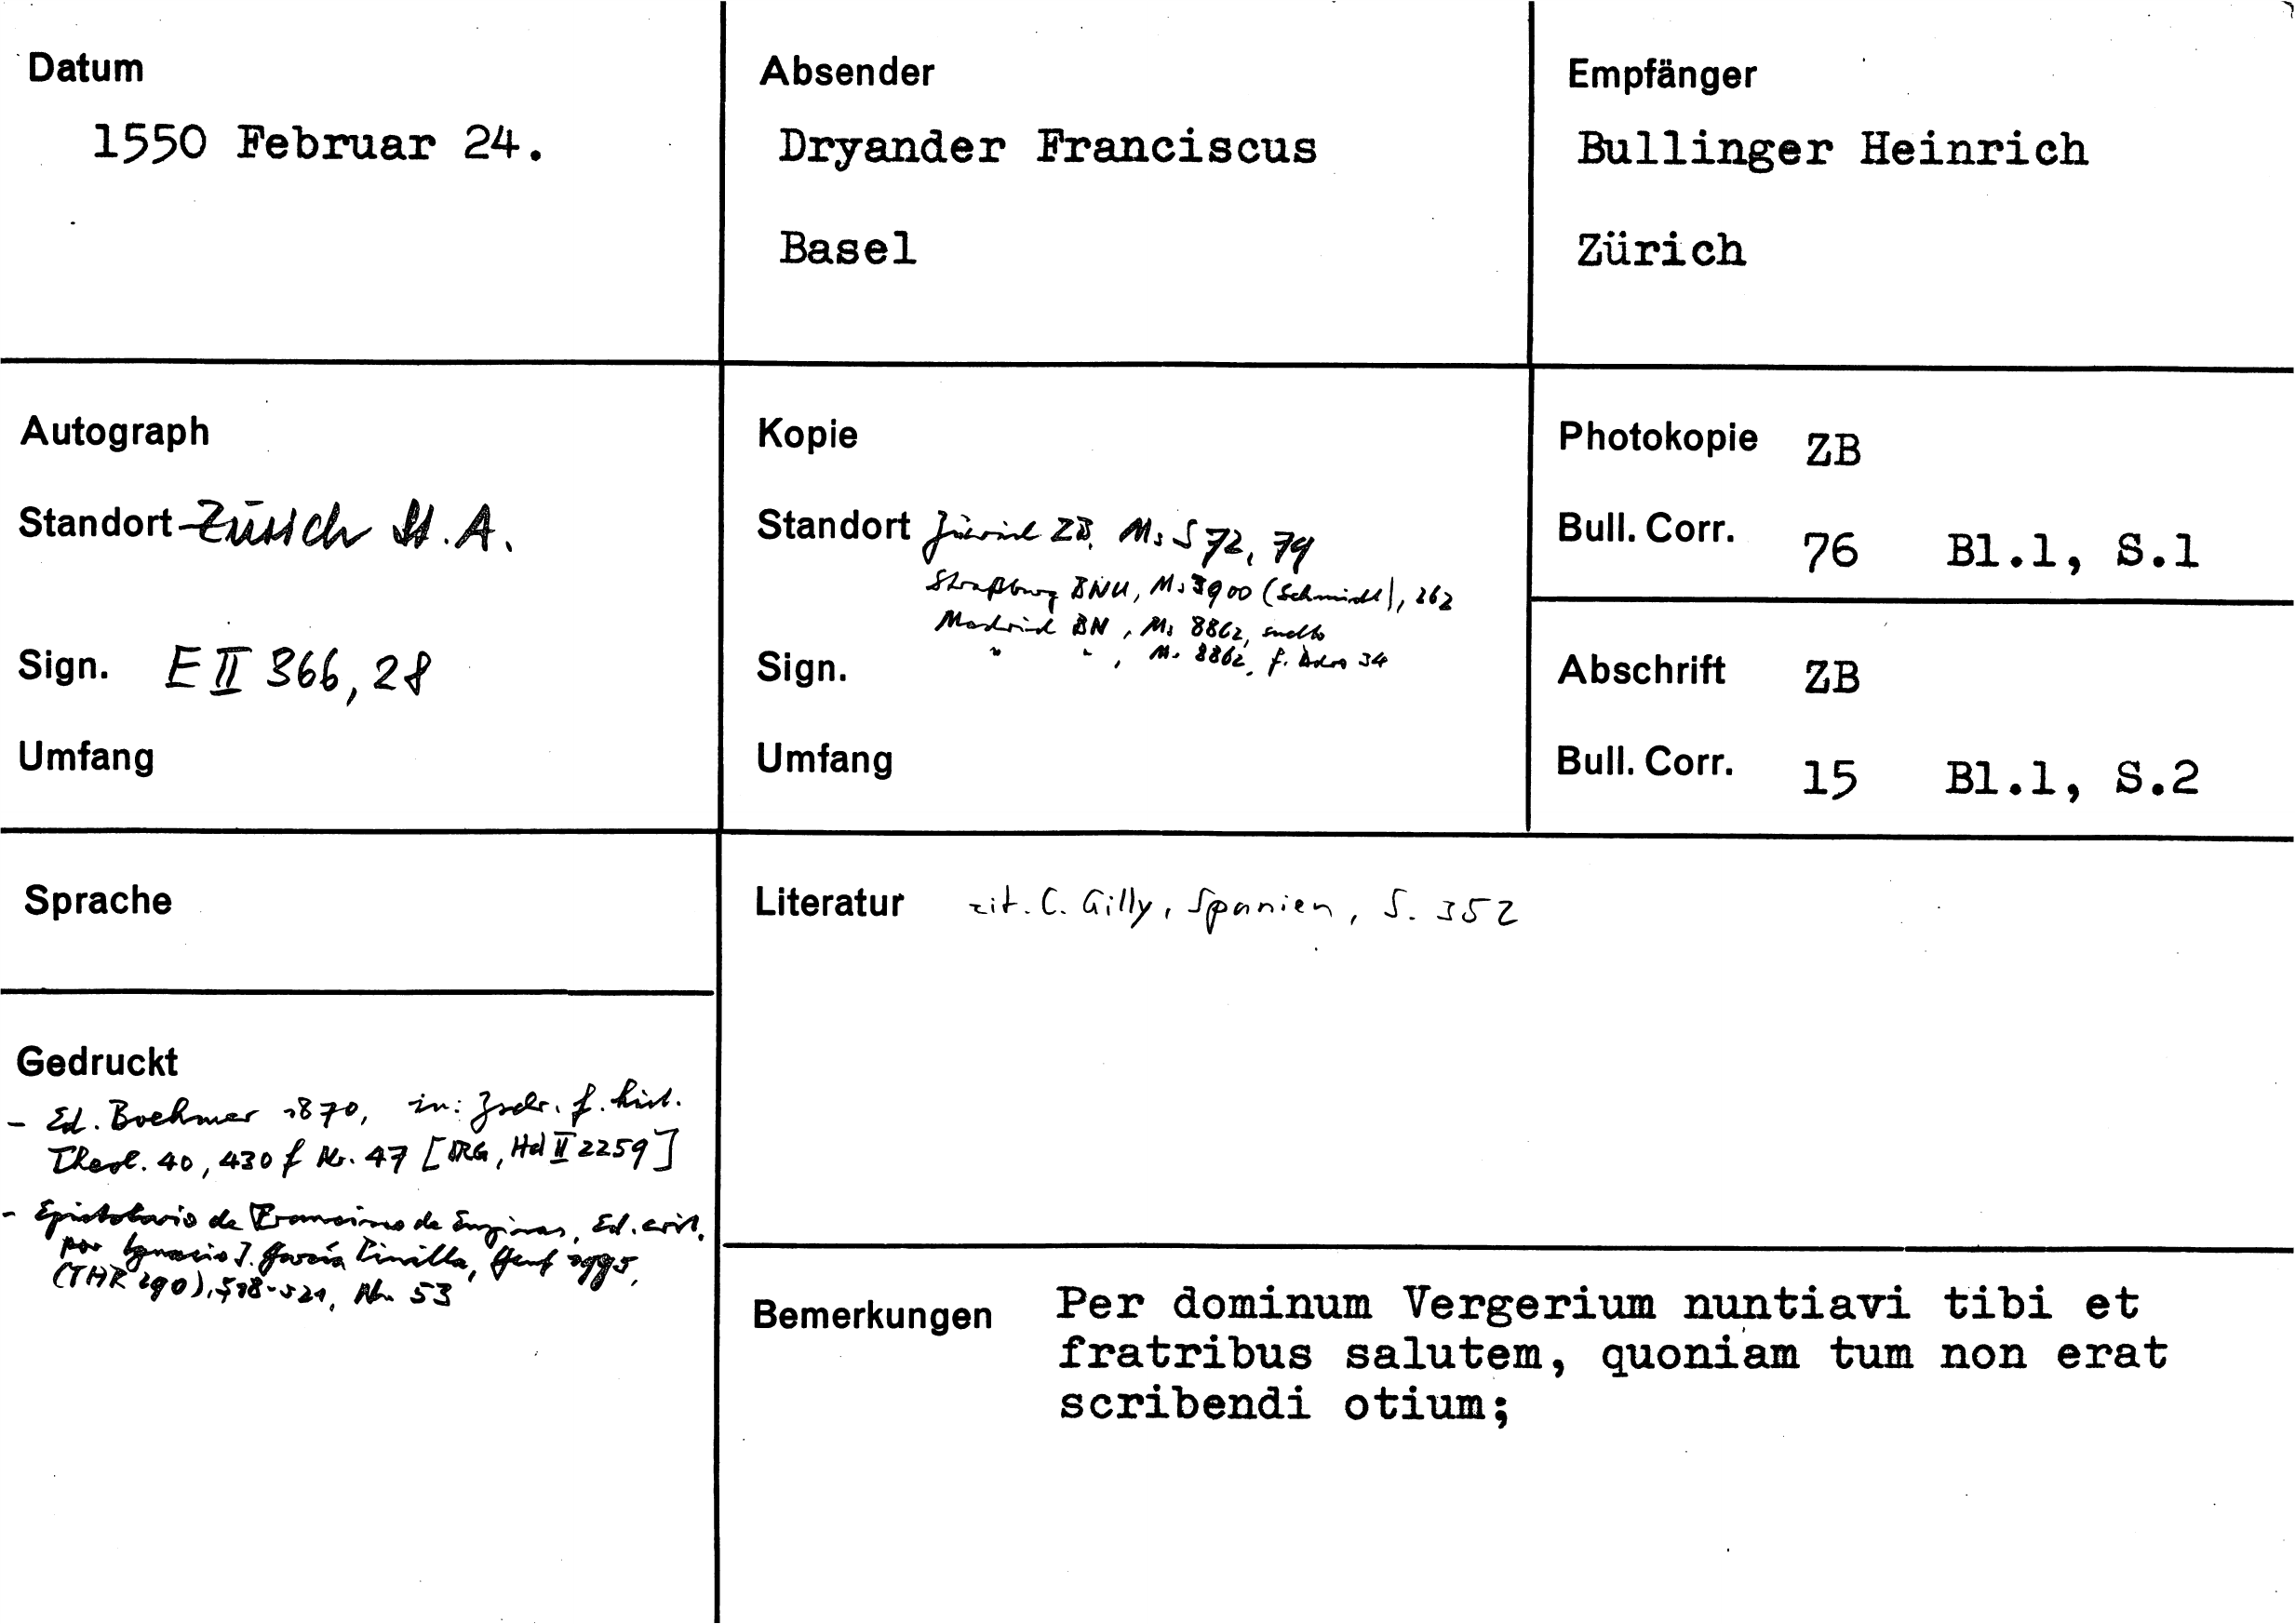 Datum
1550 Februar 24.
Absender
Dryander Franciscus
Basel
Empfänger
Bullinger Heinrich
Zürich
Autograph
Standort Zürich St.A.
Sign. E II 366, 28
Umfang
Kopie
Standort Zürich ZB, Ms S 72, 79
Straßburg BNU, Ms 3900 (Schmidt), 262
Madrid BN, Ms 8862, suelto
" ", Ms 8862, f. 34
Sign.
Umfang
Photokopie ZB
Bull. Corr. 76 Bl.1, S.1
Abschrift ZB
Bull. Corr. 15 Bl.1, S.2
Sprache
Literatur zit. C. Gilly, Spanien, S. 352
Gedruckt
- Ed. Boehmer 1870, in: Zschr. f. hist.
Theol. 40, 430 f Nr. 47 [IRG, Hd II 2259]
- Epistolario de Francisco de Enzinas, Ed. crit.
por Ignacio J. García Pinilla, Genf 1995,
(THR 290), 518-521, Nr. 53
Bemerkungen Per dominum Vergerium nuntiavi tibi et
fratribus salutem, quoniam tum non erat
scribendi otium;